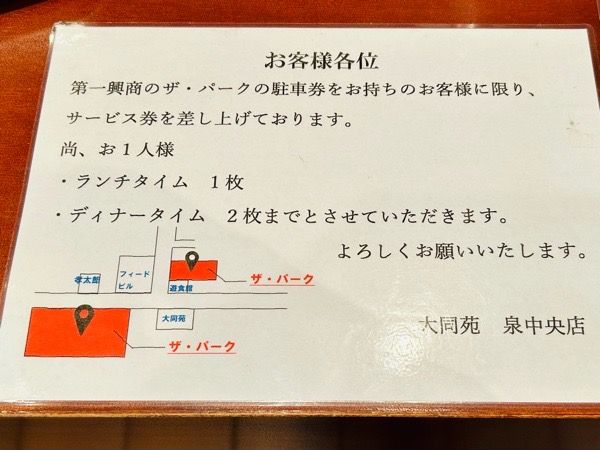 お客様各位
第一興商のザ・パークの駐車券をお持ちのお客様に限り、
サービス券を差し上げております。
尚、お1人様
・ランチタイム　1枚
・ディナータイム　2枚までとさせていただきます。
よろしくお願いいたします。
孝太館
フィード
ビル
遊食館
ザ・パーク
大同苑
ザ・パーク
大同苑　泉中央店